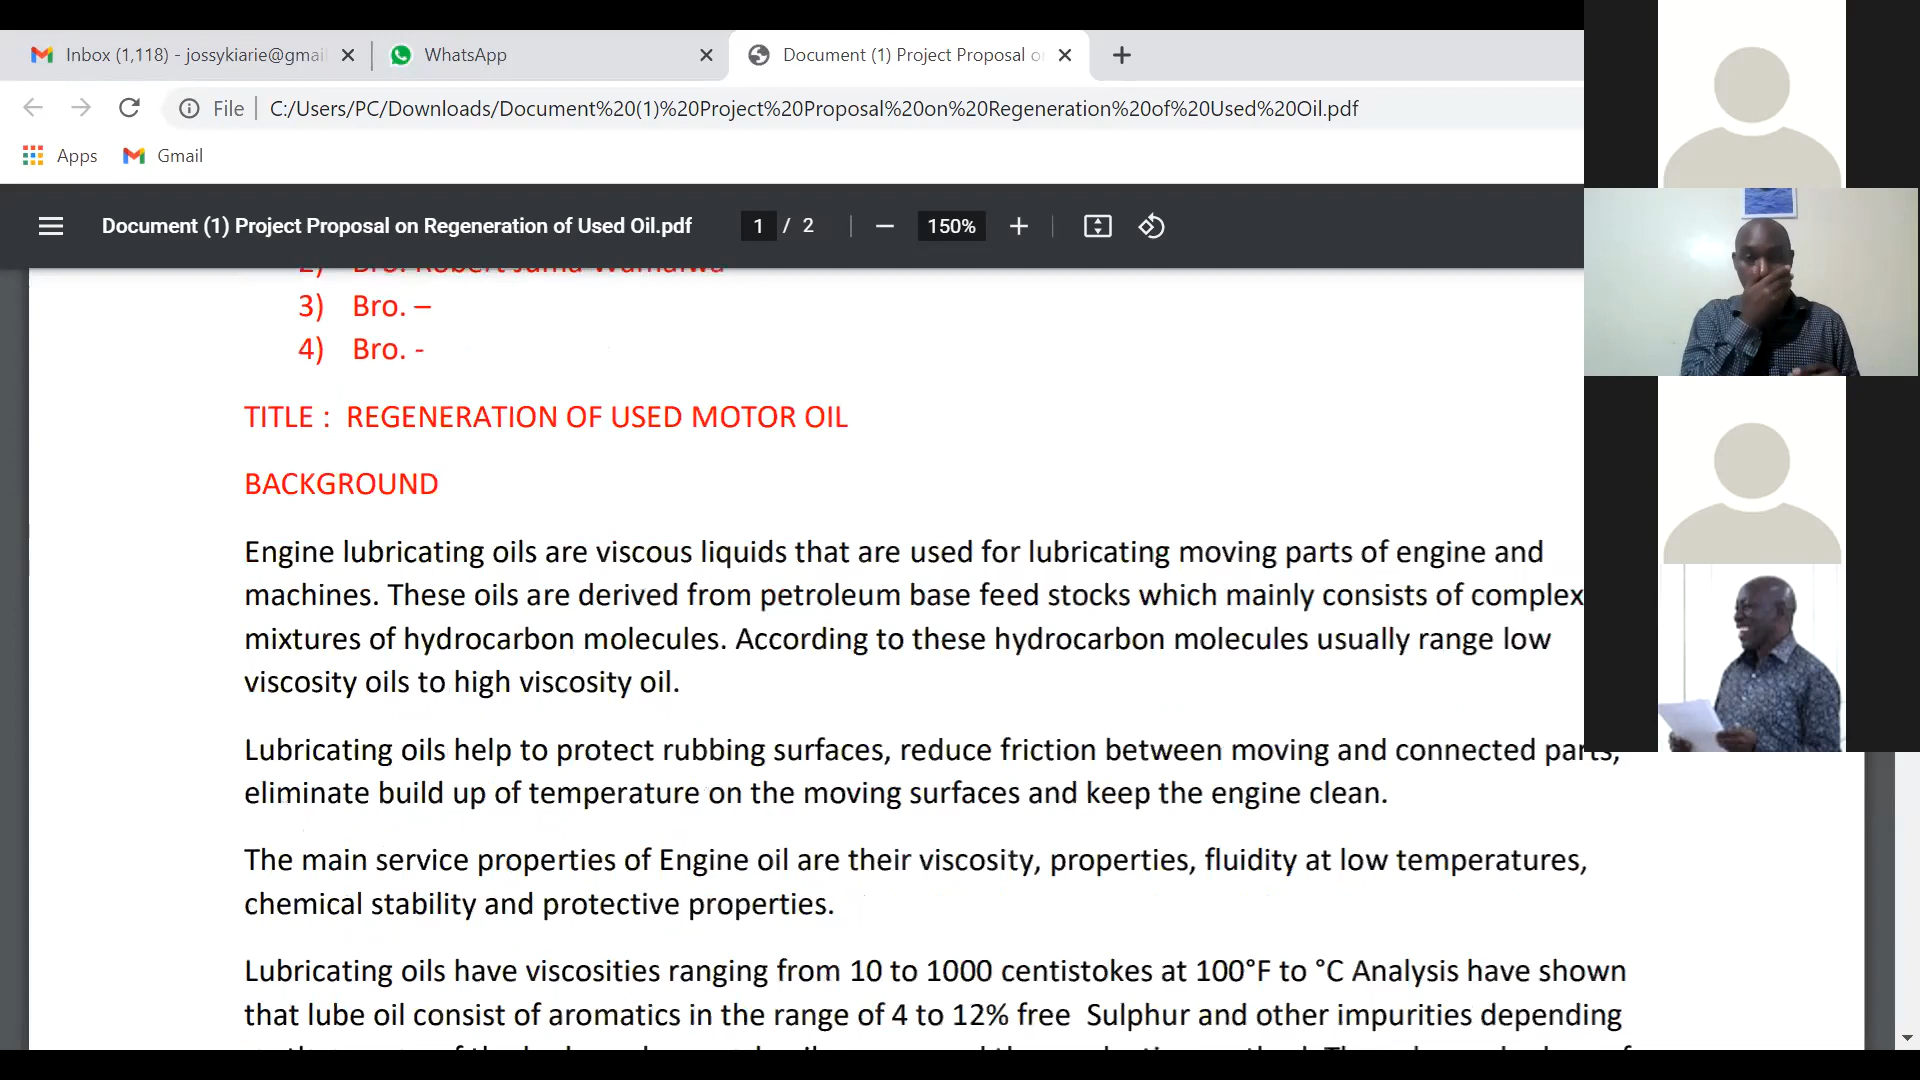 Inbox (1,118) - jossykiarie@gmai
WhatsApp
Document (1) Project Proposal o
File
C:/Users/PC/Downloads/Document%20(1)%20Project%20Proposal%20on%20Regeneration%20of%20Used%20Oil.pdf
Apps
Gmail
Document (1) Project Proposal on Regeneration of Used Oil.pdf
1 / 2
150%
3) Bro. –
4) Bro. -
TITLE : REGENERATION OF USED MOTOR OIL
BACKGROUND
Engine lubricating oils are viscous liquids that are used for lubricating moving parts of engine and
machines. These oils are derived from petroleum base feed stocks which mainly consists of complex
mixtures of hydrocarbon molecules. According to these hydrocarbon molecules usually range low
viscosity oils to high viscosity oil.
Lubricating oils help to protect rubbing surfaces, reduce friction between moving and connected parts,
eliminate build up of temperature on the moving surfaces and keep the engine clean.
The main service properties of Engine oil are their viscosity, properties, fluidity at low temperatures,
chemical stability and protective properties.
Lubricating oils have viscosities ranging from 10 to 1000 centistokes at 100°F to °C Analysis have shown
that lube oil consist of aromatics in the range of 4 to 12% free Sulphur and other impurities depending